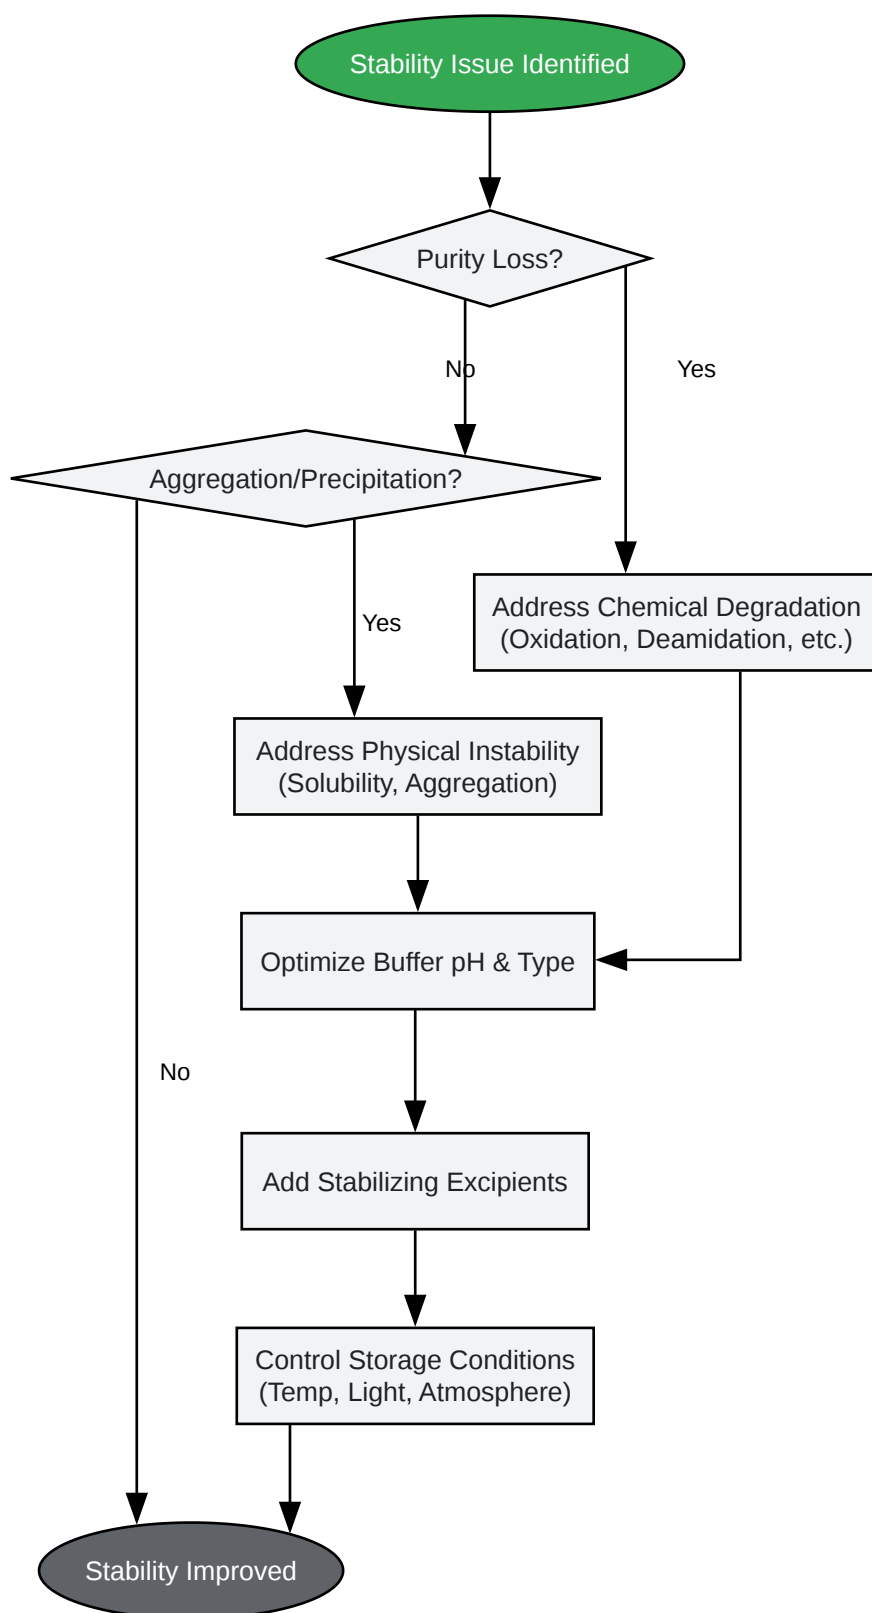 Stability Issue Identified
Purity Loss?
No
Yes
Aggregation/Precipitation?
Address Chemical Degradation
(Oxidation, Deamidation, etc.)
Yes
Address Physical Instability
(Solubility, Aggregation)
Optimize Buffer pH & Type
No
Add Stabilizing Excipients
Control Storage Conditions
(Temp, Light, Atmosphere)
Stability Improved